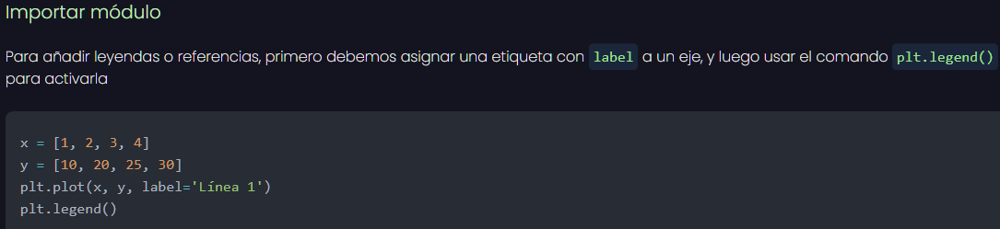 Importar módulo
Para añadir leyendas o referencias, primero debemos asignar una etiqueta con label a un eje, y luego usar el comando plt.legend()
para activarla
x = [1, 2, 3, 4]
y = [10, 20, 25, 30]
plt.plot(x, y, label='Línea 1')
plt.legend()